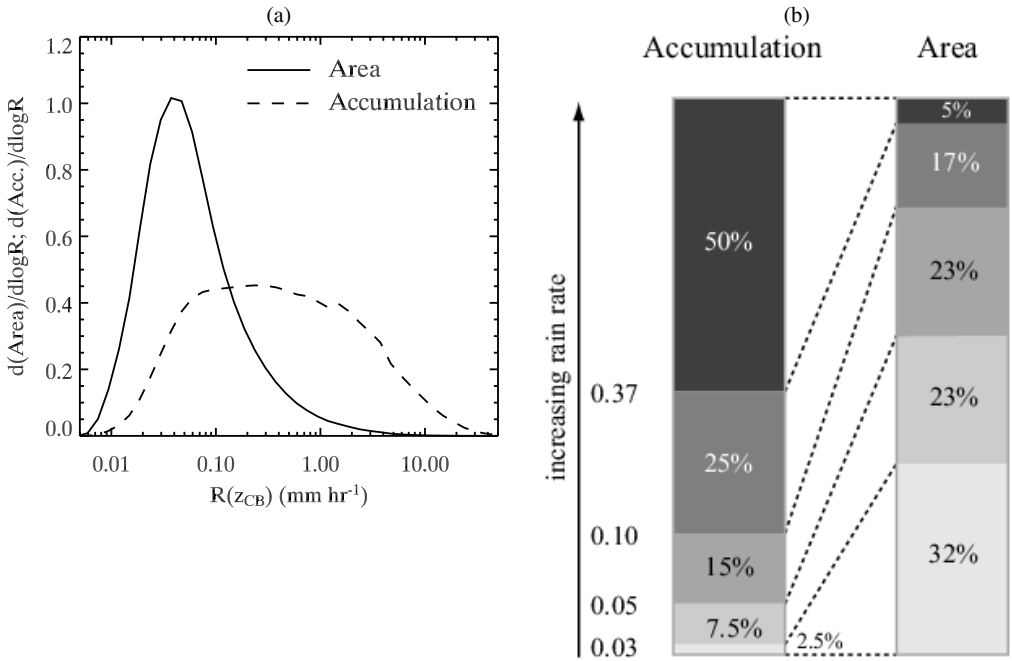 (a)
1.2
1.0
0.8
0.6
0.4
0.2
0.0
d(Area)/dlogR; d(Acc.)/dlogR
Area
Accumulation
0.01 0.10 1.00 10.00
R(z_CB) (mm hr⁻¹)
(b)
Accumulation Area
increasing rain rate
0.37
0.10
0.05
0.03
50%
25%
15%
7.5%
2.5%
5%
17%
23%
23%
32%